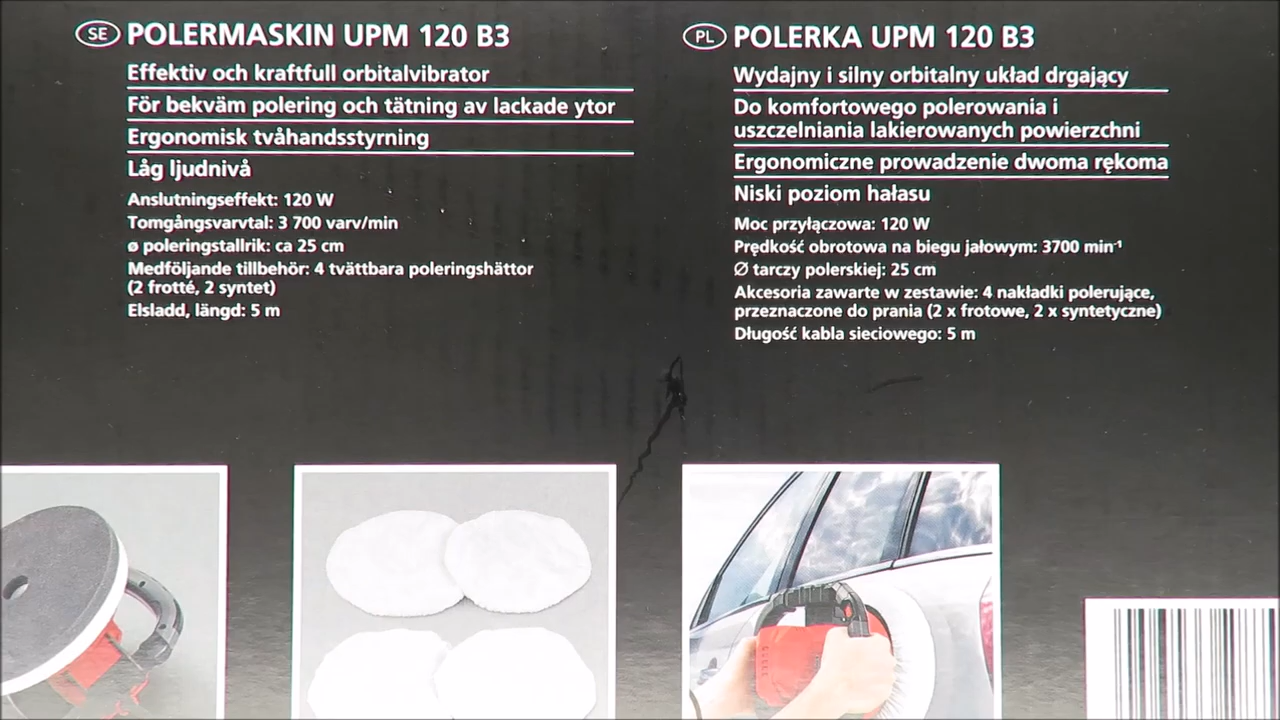 SE POLERMASKIN UPM 120 B3
Effektiv och kraftfull orbitalvibrator
För bekväm polering och tätning av lackade ytor
Ergonomisk tvåhandsstyrning
Låg ljudnivå
Anslutningseffekt: 120 W
Tomgångsvarvtal: 3 700 varv/min
ø poleringstallrik: ca 25 cm
Medföljande tillbehör: 4 tvättbara poleringshättor
(2 frotté, 2 syntet)
Elsladd, längd: 5 m
PL POLERKA UPM 120 B3
Wydajny i silny orbitalny układ drgający
Do komfortowego polerowania i
uszczelniania lakierowanych powierzchni
Ergonomiczne prowadzenie dwoma rękoma
Niski poziom hałasu
Moc przyłączowa: 120 W
Prędkość obrotowa na biegu jałowym: 3700 min⁻¹
Ø tarczy polerskiej: 25 cm
Akcesoria zawarte w zestawie: 4 nakładki polerujące,
przeznaczone do prania (2 x frotowe, 2 x syntetyczne)
Długość kabla sieciowego: 5 m